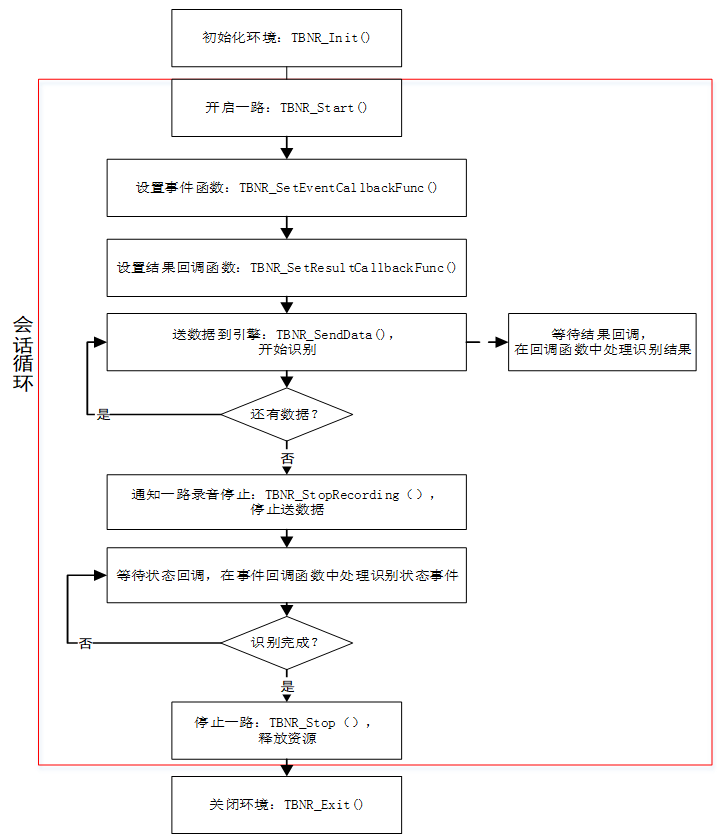 初始化环境：TBNR_Init()
开启一路：TBNR_Start()
设置事件函数：TBNR_SetEventCallbackFunc()
设置结果回调函数：TBNR_SetResultCallbackFunc()
会话循环
送数据到引擎：TBNR_SendData()，
开始识别
等待结果回调，
在回调函数中处理识别结果
还有数据？
是
否
通知一路录音停止：TBNR_StopRecording（），
停止送数据
等待状态回调，在事件回调函数中处理识别状态事件
识别完成？
否
是
停止一路：TBNR_Stop（），
释放资源
关闭环境：TBNR_Exit()